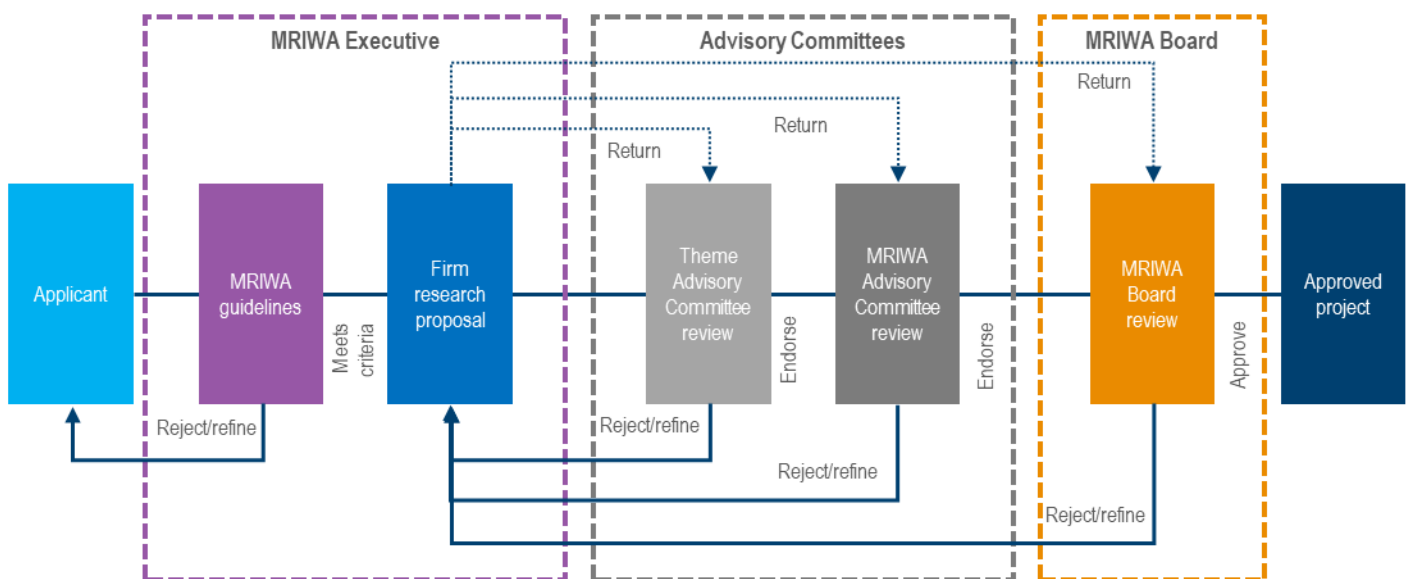 MRIWA Executive
Advisory Committees
MRIWA Board
Return
Return
Return
Applicant
MRIWA
guidelines
Meets
criteria
Firm
research
proposal
Theme
Advisory
Committee
review
Endorse
MRIWA
Advisory
Committee
review
Endorse
MRIWA
Board
review
Approve
Approved
project
Reject/refine
Reject/refine
Reject/refine
Reject/refine